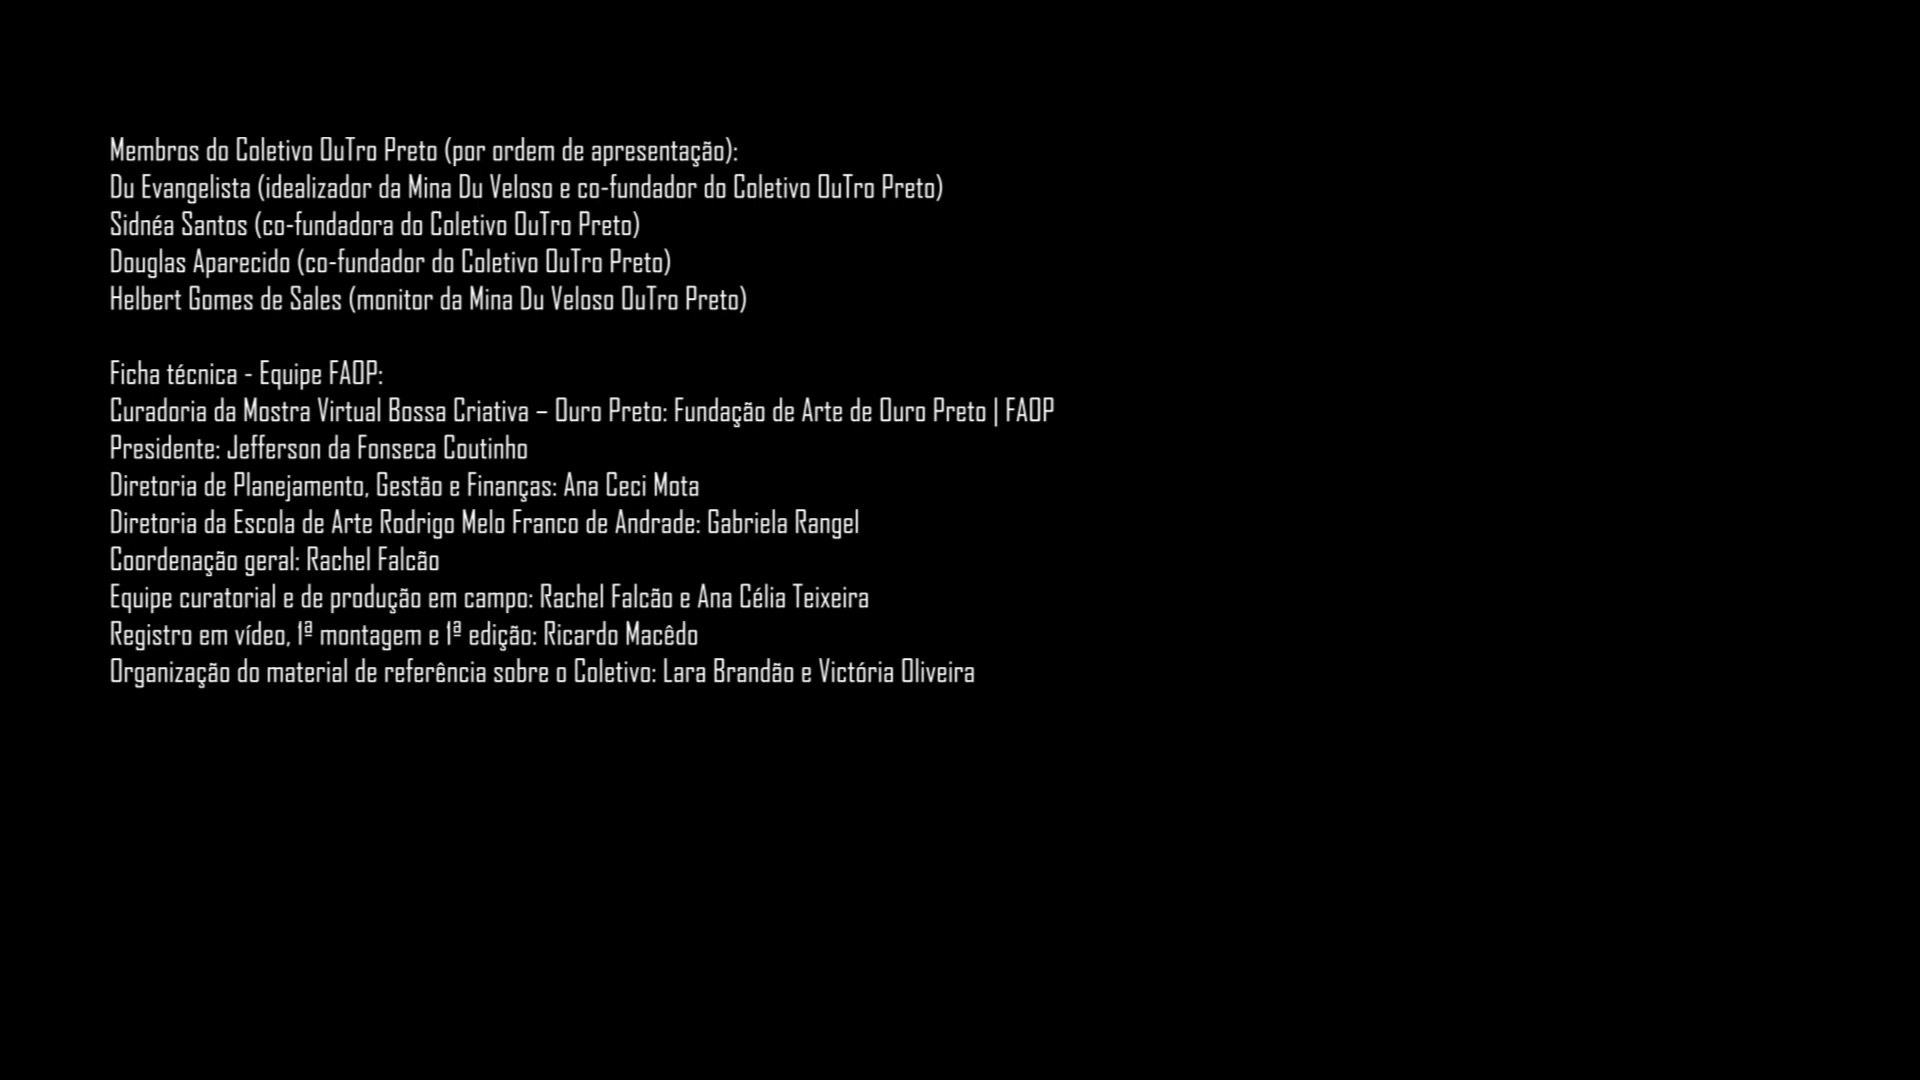 Membros do Coletivo OuTro Preto (por ordem de apresentação):
Du Evangelista (idealizador da Mina Du Veloso e co-fundador do Coletivo OuTro Preto)
Sidnéa Santos (co-fundadora do Coletivo OuTro Preto)
Douglas Aparecido (co-fundador do Coletivo OuTro Preto)
Helbert Gomes de Sales (monitor da Mina Du Veloso OuTro Preto)
Ficha técnica - Equipe FAOP:
Curadoria da Mostra Virtual Bossa Criativa – Ouro Preto: Fundação de Arte de Ouro Preto | FAOP
Presidente: Jefferson da Fonseca Coutinho
Diretoria de Planejamento, Gestão e Finanças: Ana Ceci Mota
Diretoria da Escola de Arte Rodrigo Melo Franco de Andrade: Gabriela Rangel
Coordenação geral: Rachel Falcão
Equipe curatorial e de produção em campo: Rachel Falcão e Ana Célia Teixeira
Registro em vídeo, 1ª montagem e 1ª edição: Ricardo Macêdo
Organização do material de referência sobre o Coletivo: Lara Brandão e Victória Oliveira